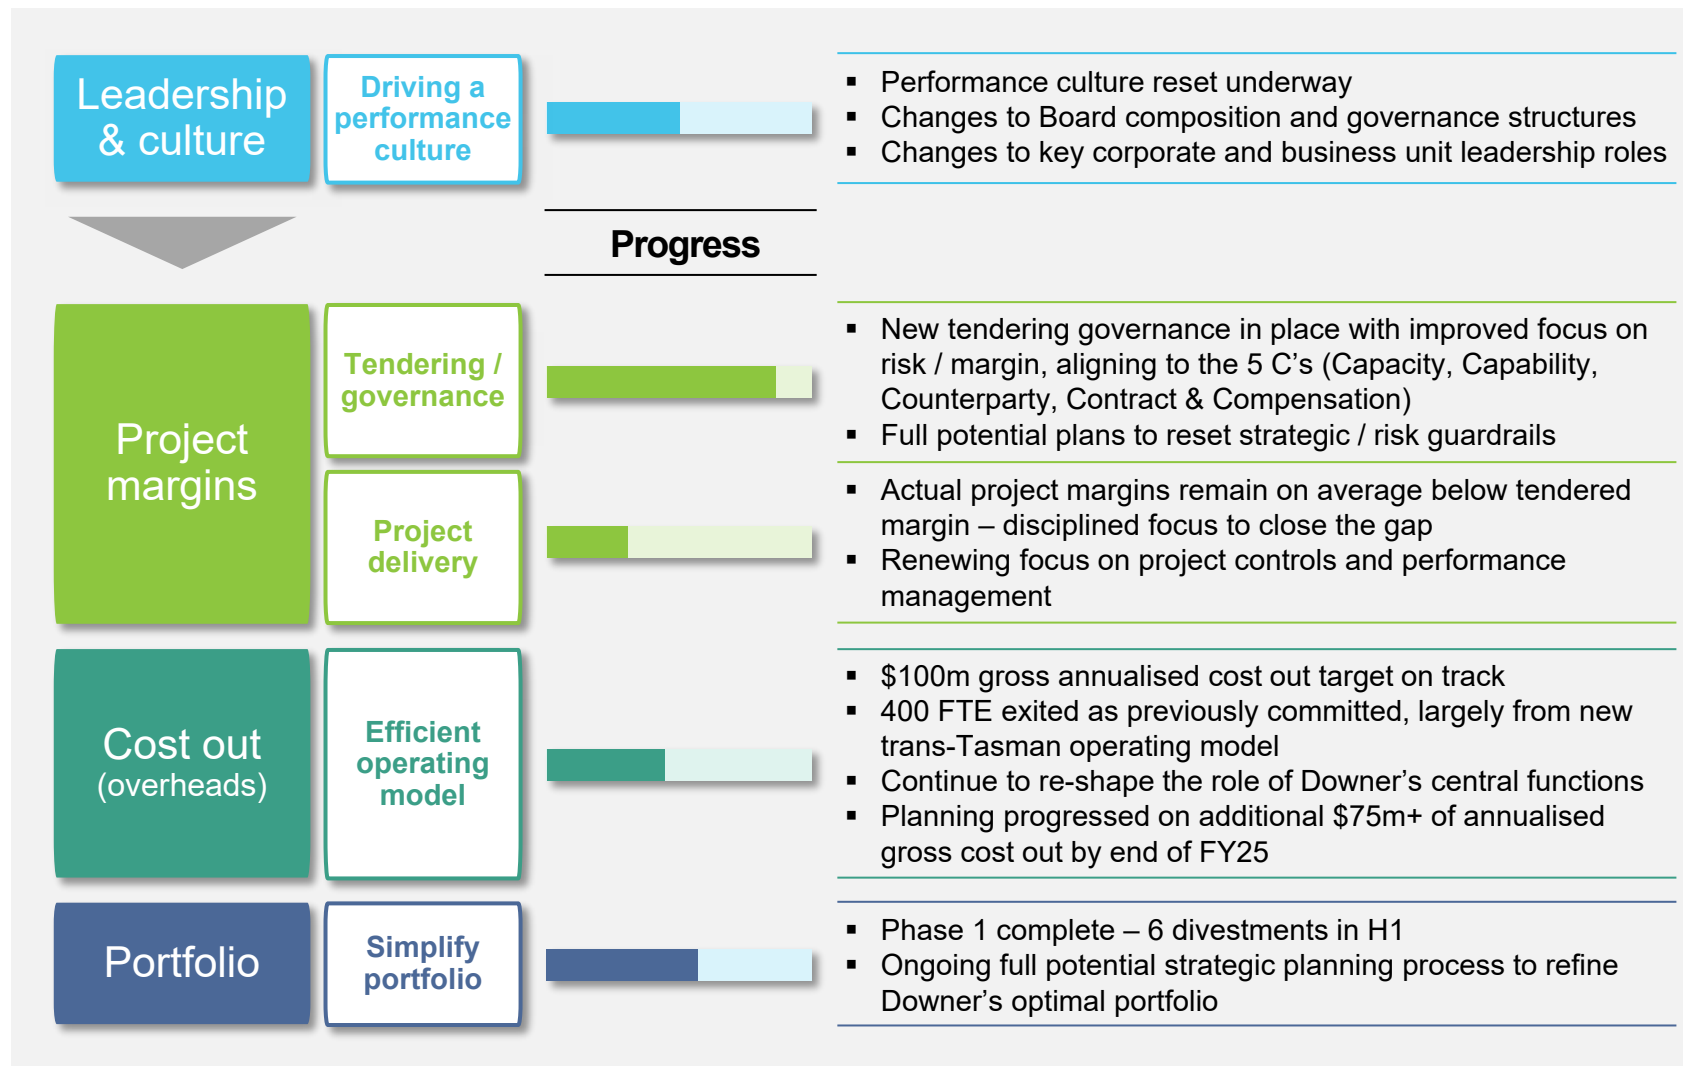 Leadership
& culture
Driving a
performance
culture
▪ Performance culture reset underway
▪ Changes to Board composition and governance structures
▪ Changes to key corporate and business unit leadership roles
Progress
Project
margins
Tendering /
governance
▪ New tendering governance in place with improved focus on
risk / margin, aligning to the 5 C’s (Capacity, Capability,
Counterparty, Contract & Compensation)
▪ Full potential plans to reset strategic / risk guardrails
Project
delivery
▪ Actual project margins remain on average below tendered
margin – disciplined focus to close the gap
▪ Renewing focus on project controls and performance
management
Cost out
(overheads)
Efficient
operating
model
▪ $100m gross annualised cost out target on track
▪ 400 FTE exited as previously committed, largely from new
trans-Tasman operating model
▪ Continue to re-shape the role of Downer’s central functions
▪ Planning progressed on additional $75m+ of annualised
gross cost out by end of FY25
Portfolio
Simplify
portfolio
▪ Phase 1 complete – 6 divestments in H1
▪ Ongoing full potential strategic planning process to refine
Downer’s optimal portfolio